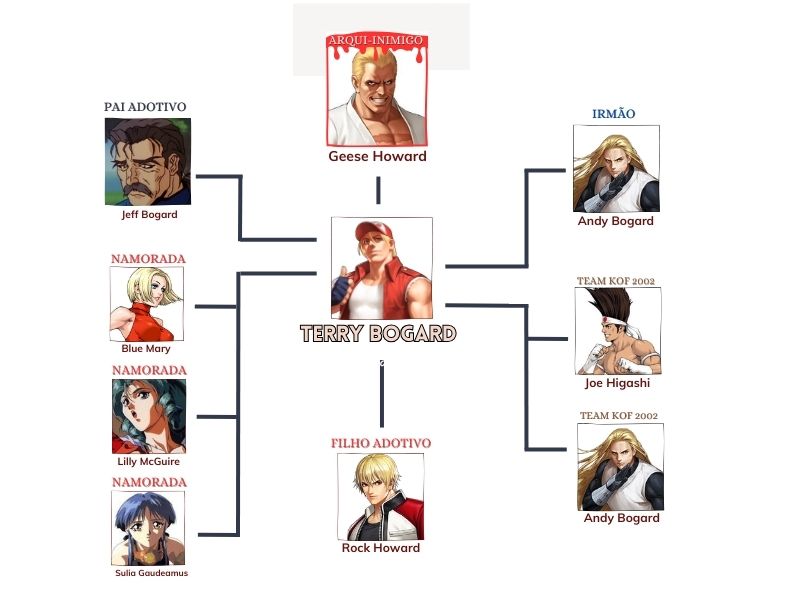 ARQUI-INIMIGO
Geese Howard
PAI ADOTIVO
Jeff Bogard
IRMÃO
Andy Bogard
NAMORADA
Blue Mary
TERRY BOGARD
TEAM KOF 2002
Joe Higashi
NAMORADA
Lilly McGuire
TEAM KOF 2002
Andy Bogard
FILHO ADOTIVO
Rock Howard
NAMORADA
Sulia Gaudeamus